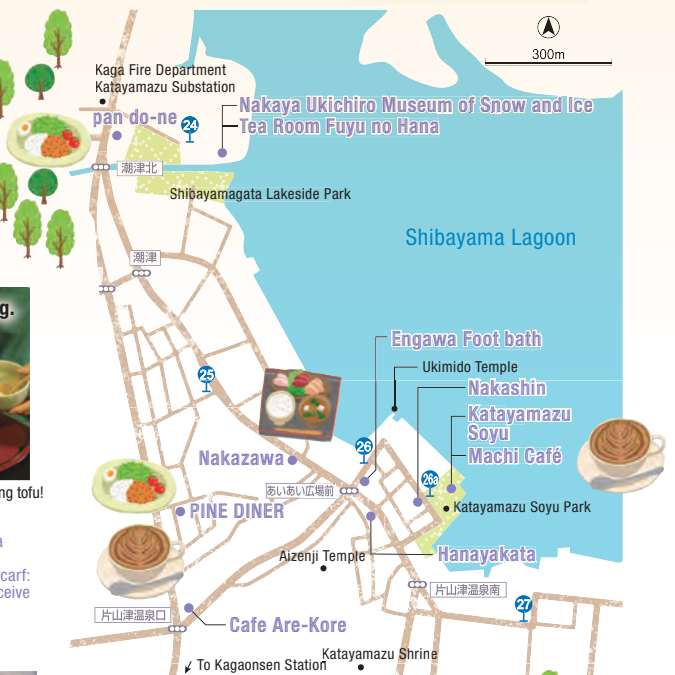 300m
Kaga Fire Department
Katayamazu Substation
pan do-ne
24
Nakaya Ukichiro Museum of Snow and Ice
Tea Room Fuyu no Hana
潮津北
Shibayamagata Lakeside Park
Shibayama Lagoon
潮津
g.
Engawa Foot bath
Ukimido Temple
25
Nakashin
Katayamazu
Soyu
26
Machi Café
Nakazawa
26a
あいあい広場前
ng tofu!
PINE DINER
Katayamazu Soyu Park
a
Aizenji Temple
Hanayakata
carf:
ceive
片山津温泉南
27
片山津温泉口
Cafe Are-Kore
Katayamazu Shrine
To Kagaonsen Station